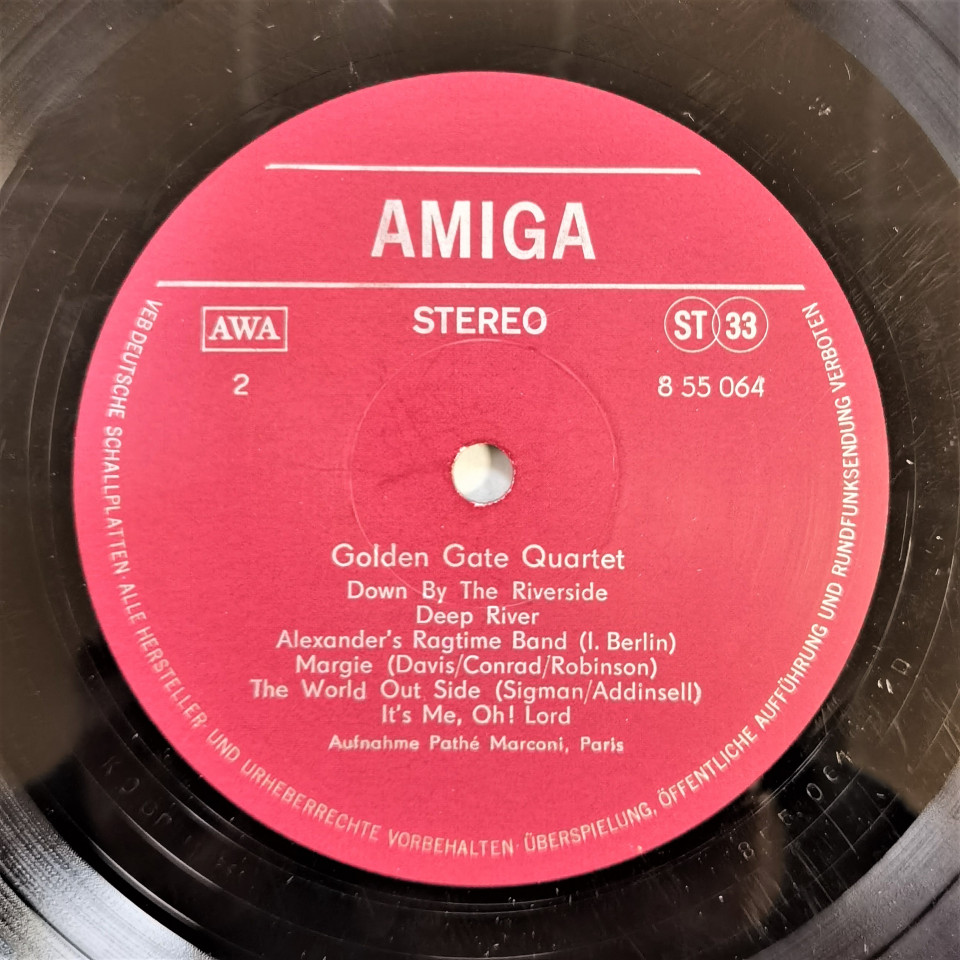 AMIGA
AWA
STEREO
ST 33
2
8 55 064
Golden Gate Quartet
Down By The Riverside
Deep River
Alexander's Ragtime Band (I. Berlin)
Margie (Davis/Conrad/Robinson)
The World Out Side (Sigman/Addinsell)
It's Me, Oh! Lord
Aufnahme Pathé Marconi, Paris
VEB DEUTSCHE SCHALLPLATTEN · ALLE HERSTELLER- UND URHEBERRECHTE VORBEHALTEN · ÜBERSPIELUNG, ÖFFENTLICHE AUFFÜHRUNG UND RUNDFUNKSENDUNG VERBOTEN